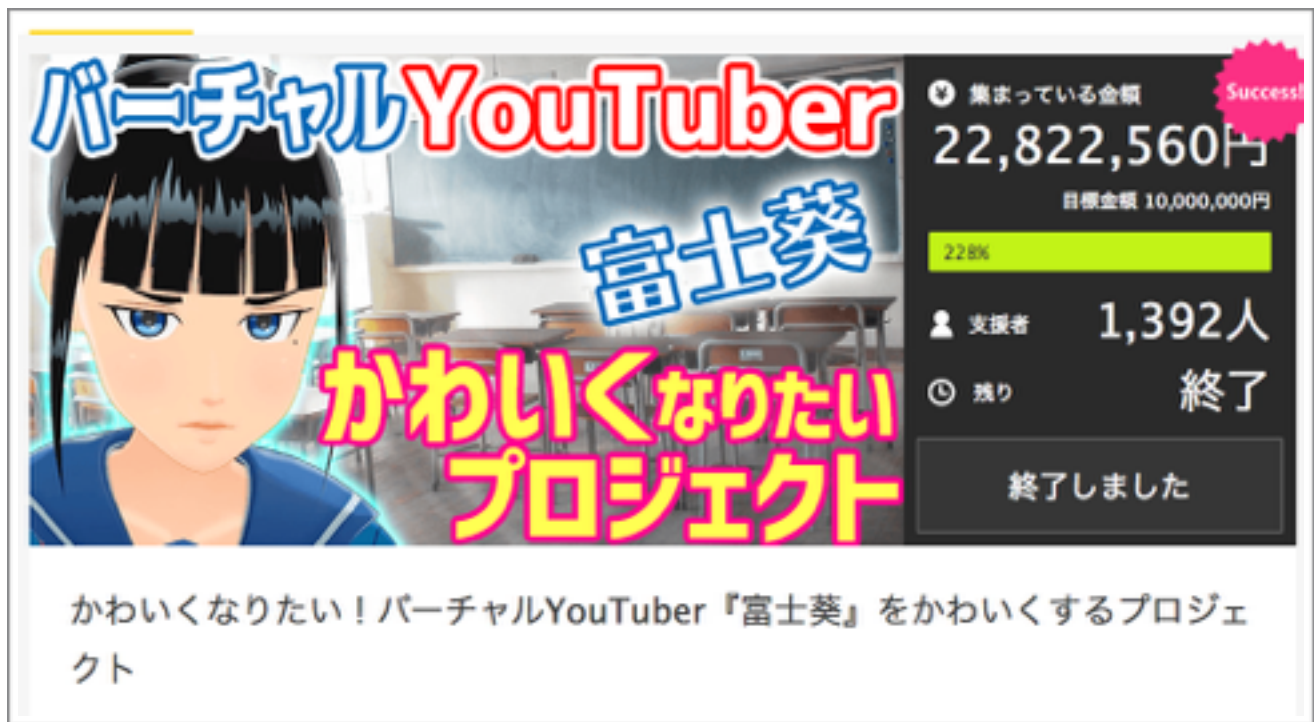 バーチャルYouTuber
富士葵
かわいくなりたい
プロジェクト
集まっている金額
Success!!
22,822,560円
目標金額 10,000,000円
228%
支援者 1,392人
残り 終了
終了しました
かわいくなりたい！バーチャルYouTuber『富士葵』をかわいくするプロジェ
クト